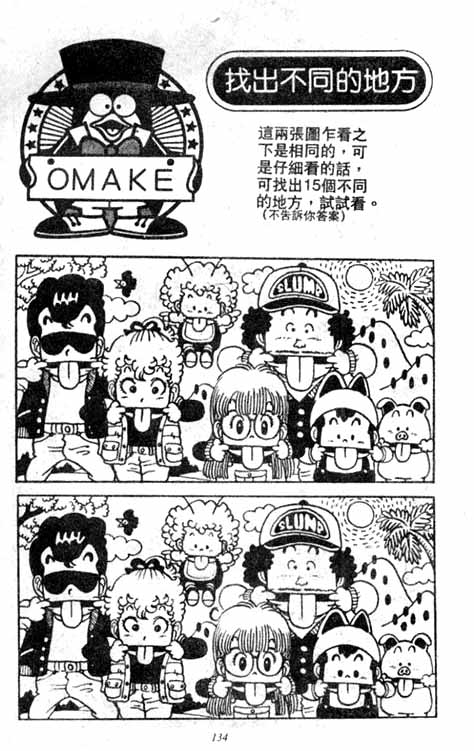 找出不同的地方
OMAKE
這兩張圖乍看之
下是相同的，可
是仔細看的話，
可找出15個不同
的地方，試試看。
(不告訴你答案)
SLUMP
SLUMP
134